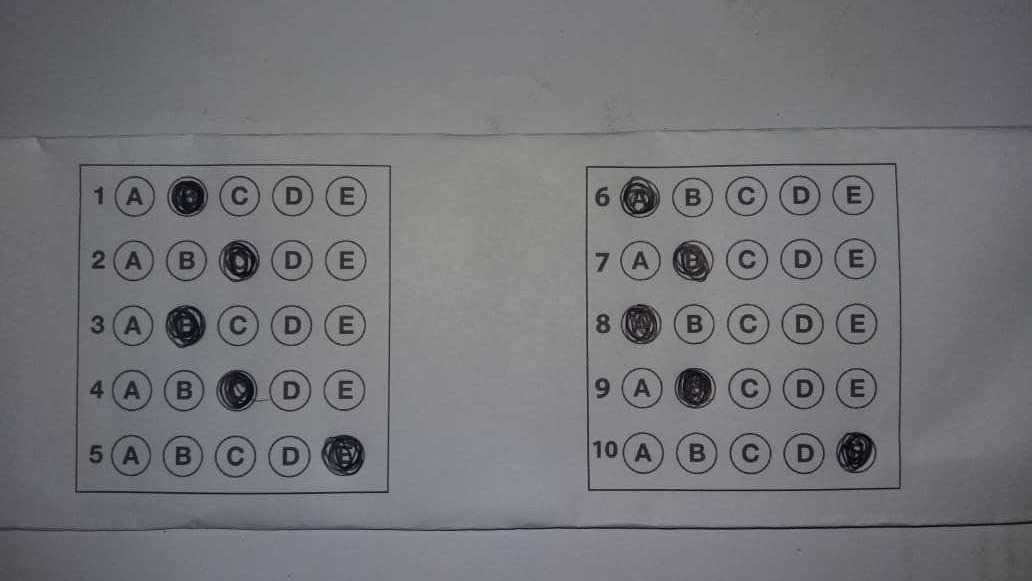 1 A C D E
2 A B D E
3 A B C D E
4 A B D E
5 A B C D E
6 A B C D E
7 A B C D E
8 A B C D E
9 A C D E
10 A B C D